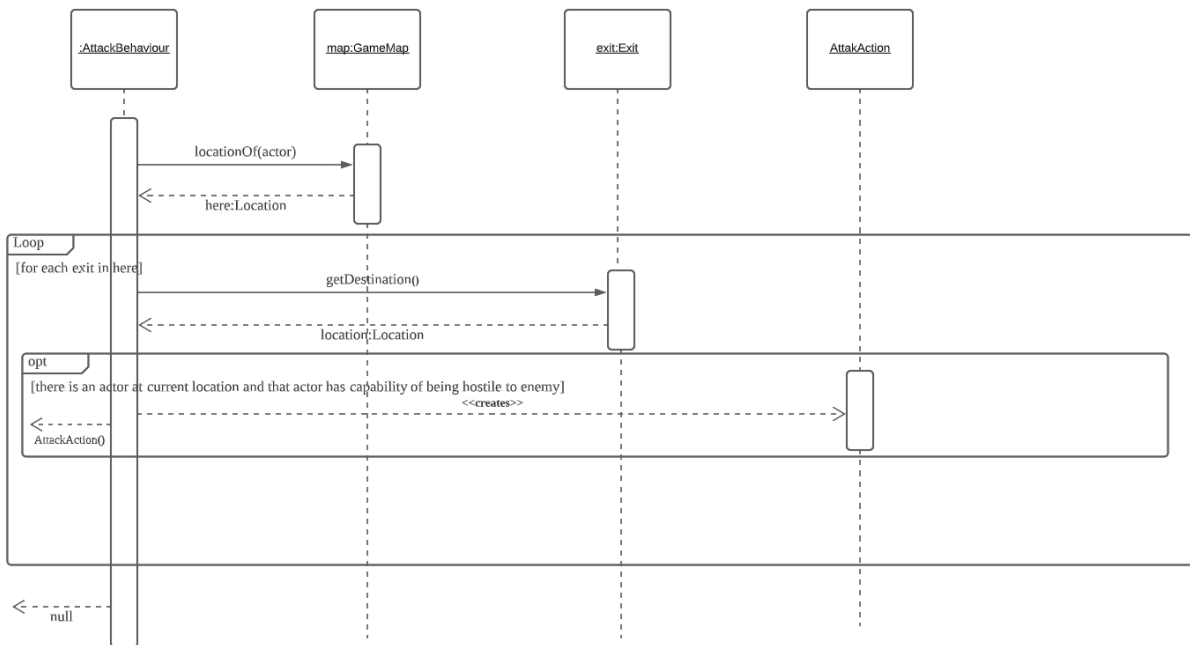 :AttackBehaviour
map:GameMap
exit:Exit
AttakAction
locationOf(actor)
here:Location
Loop
[for each exit in here]
getDestination()
location:Location
opt
[there is an actor at current location and that actor has capability of being hostile to enemy]
<<creates>>
AttackAction()
null